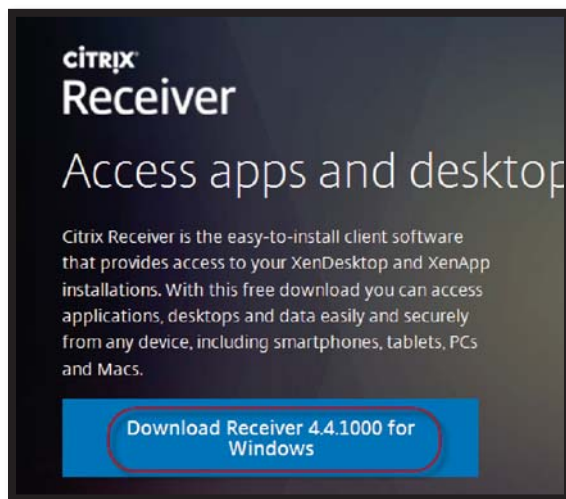 CİTRIX
Receiver
Access apps and desktop
Citrix Receiver is the easy-to-install client software
that provides access to your XenDesktop and XenApp
installations. With this free download you can access
applications, desktops and data easily and securely
from any device, including smartphones, tablets, PCs
and Macs.
Download Receiver 4.4.1000 for
Windows